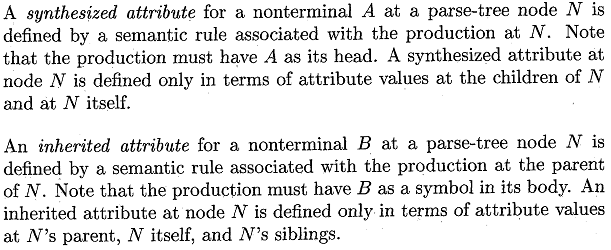 A synthesized attribute for a nonterminal A at a parse-tree node N is
defined by a semantic rule associated with the production at N. Note
that the production must have A as its head. A synthesized attribute at
node N is defined only in terms of attribute values at the children of N
and at N itself.
An inherited attribute for a nonterminal B at a parse-tree node N is
defined by a semantic rule associated with the production at the parent
of N. Note that the production must have B as a symbol in its body. An
inherited attribute at node N is defined only in terms of attribute values
at N's parent, N itself, and N's siblings.